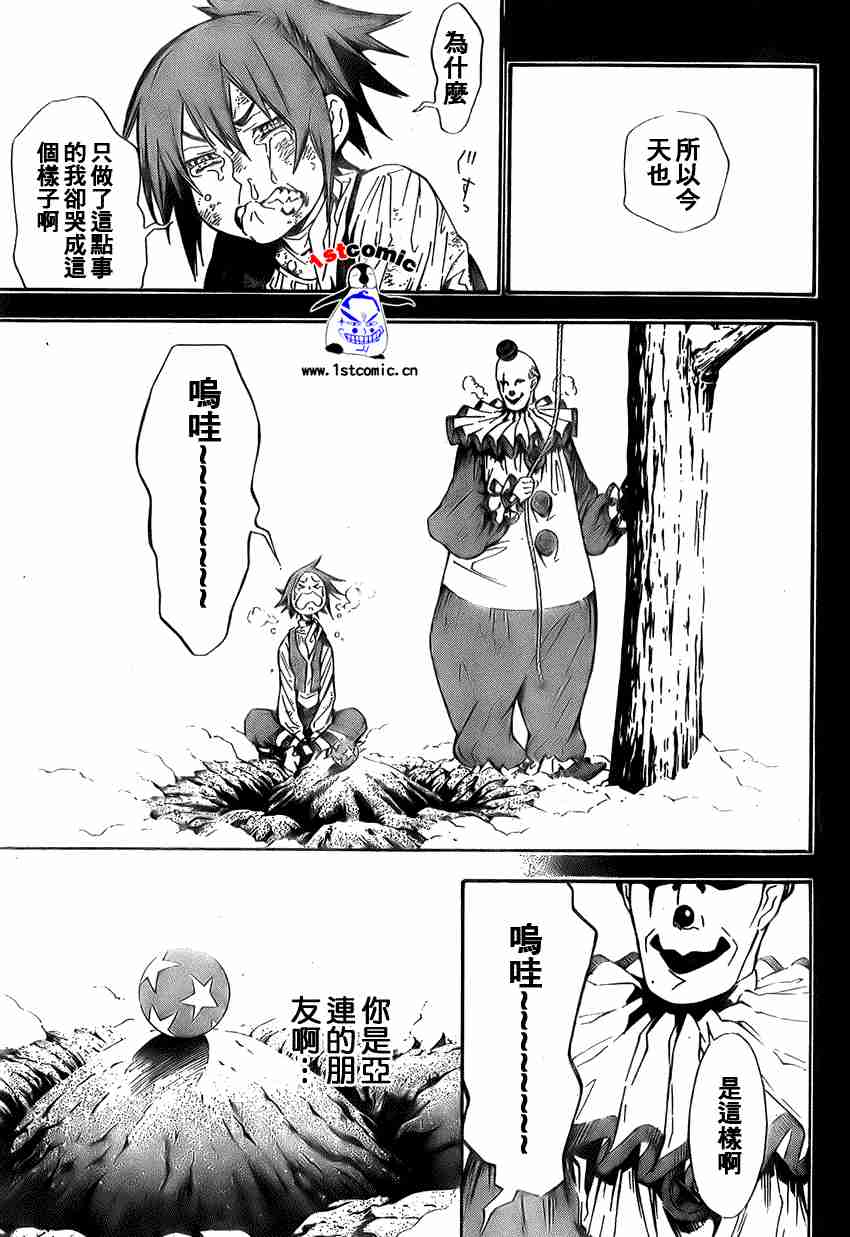 所以今
天也
為什麼
只做了這點事
的我卻哭成這
個樣子啊
ぐすっ
1stcomic
www.1stcomic.cn
嗚哇~~~~~~~~
嗚哇~~~~~~~~
是這樣啊
你是亞
連的朋
友啊…